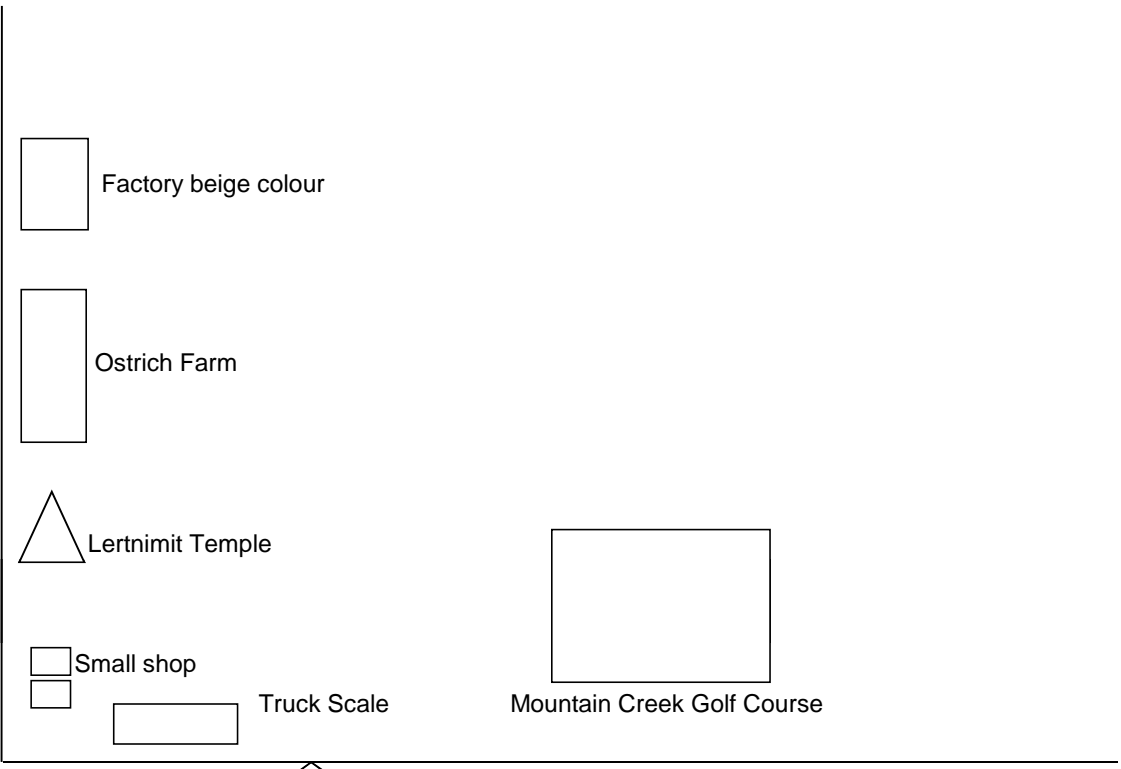 Factory beige colour
Ostrich Farm
Lertnimit Temple
Small shop
Truck Scale
Mountain Creek Golf Course